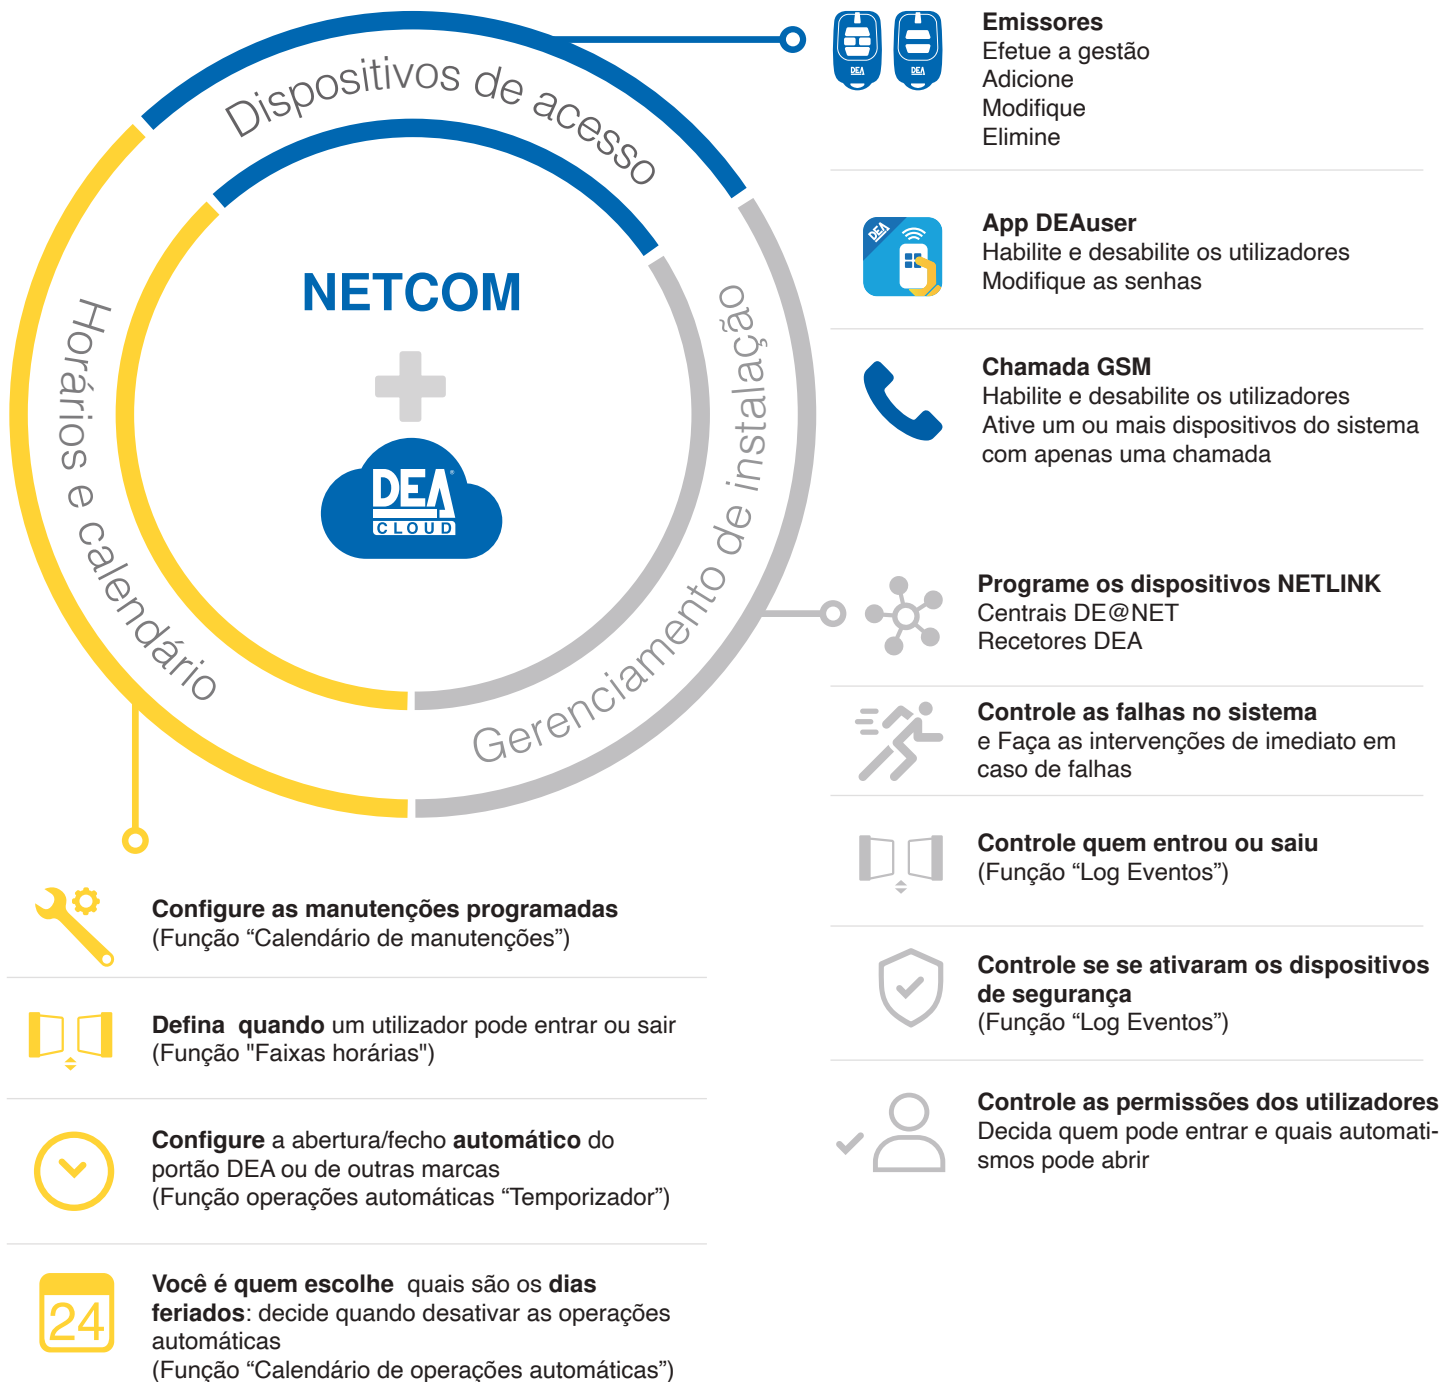 Dispositivos de acesso
Horários e calendário
Gerenciamento de instalação
NETCOM
DEA
CLOUD
DEA
DEA
Emissores
Efetue a gestão
Adicione
Modifique
Elimine
DEA
App DEAuser
Habilite e desabilite os utilizadores
Modifique as senhas
Chamada GSM
Habilite e desabilite os utilizadores
Ative um ou mais dispositivos do sistema
com apenas uma chamada
Programe os dispositivos NETLINK
Centrais DE@NET
Recetores DEA
Controle as falhas no sistema
e Faça as intervenções de imediato em
caso de falhas
Controle quem entrou ou saiu
(Função “Log Eventos”)
Controle se se ativaram os dispositivos
de segurança
(Função “Log Eventos”)
Controle as permissões dos utilizadores
Decida quem pode entrar e quais automati-
smos pode abrir
Configure as manutenções programadas
(Função “Calendário de manutenções”)
Defina  quando um utilizador pode entrar ou sair
(Função "Faixas horárias")
Configure a abertura/fecho automático do
portão DEA ou de outras marcas
(Função operações automáticas “Temporizador”)
24
Você é quem escolhe  quais são os dias
feriados: decide quando desativar as operações
automáticas
(Função “Calendário de operações automáticas”)